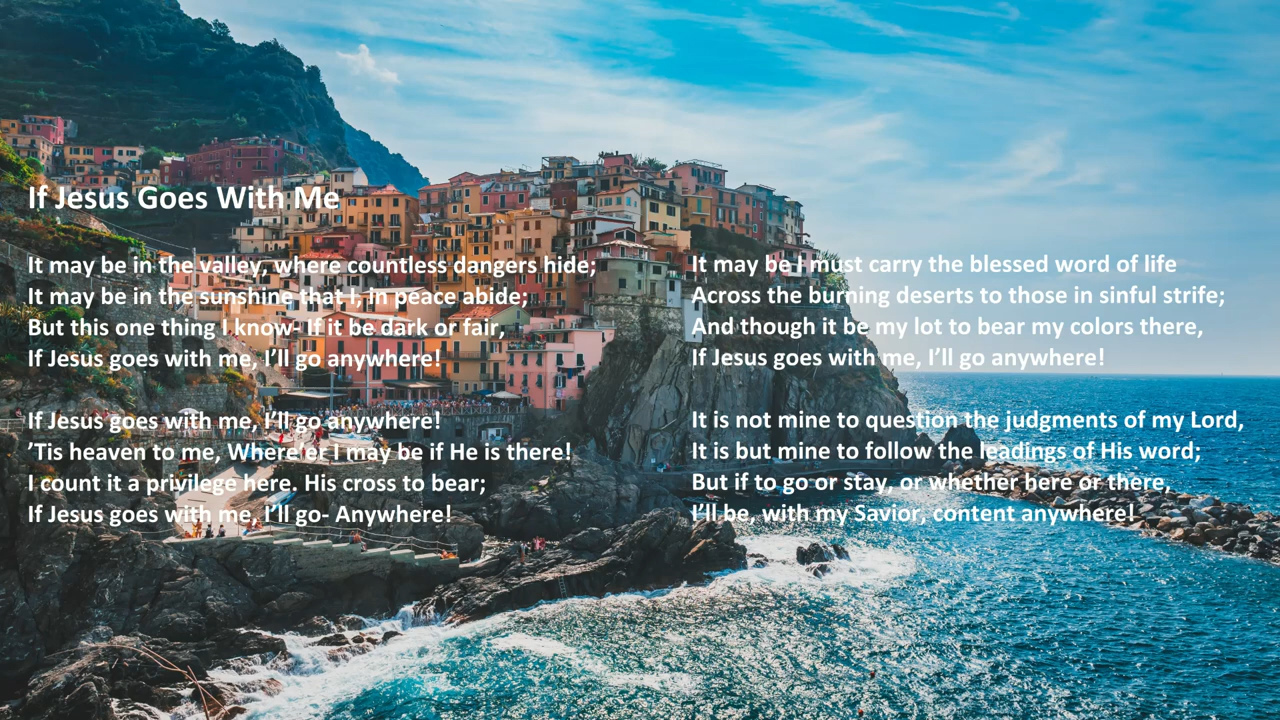 If Jesus Goes With Me
It may be in the valley, where countless dangers hide;
It may be in the sunshine that I, in peace abide;
But this one thing I know- If it be dark or fair,
If Jesus goes with me, I’ll go anywhere!
If Jesus goes with me, I’ll go anywhere!
’Tis heaven to me, Where’er I may be if He is there!
I count it a privilege here. His cross to bear;
If Jesus goes with me, I’ll go- Anywhere!
It may be I must carry the blessed word of life
Across the burning deserts to those in sinful strife;
And though it be my lot to bear my colors there,
If Jesus goes with me, I’ll go anywhere!
It is not mine to question the judgments of my Lord,
It is but mine to follow the leadings of His word;
But if to go or stay, or whether here or there,
I’ll be, with my Savior, content anywhere!